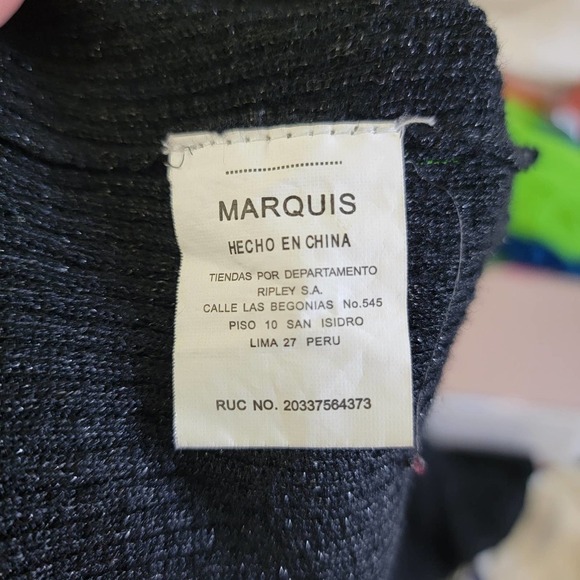 MARQUIS
HECHO EN CHINA
TIENDAS POR DEPARTAMENTO
RIPLEY S.A.
CALLE LAS BEGONIAS No.545
PISO 10 SAN ISIDRO
LIMA 27 PERU
RUC NO. 20337564373